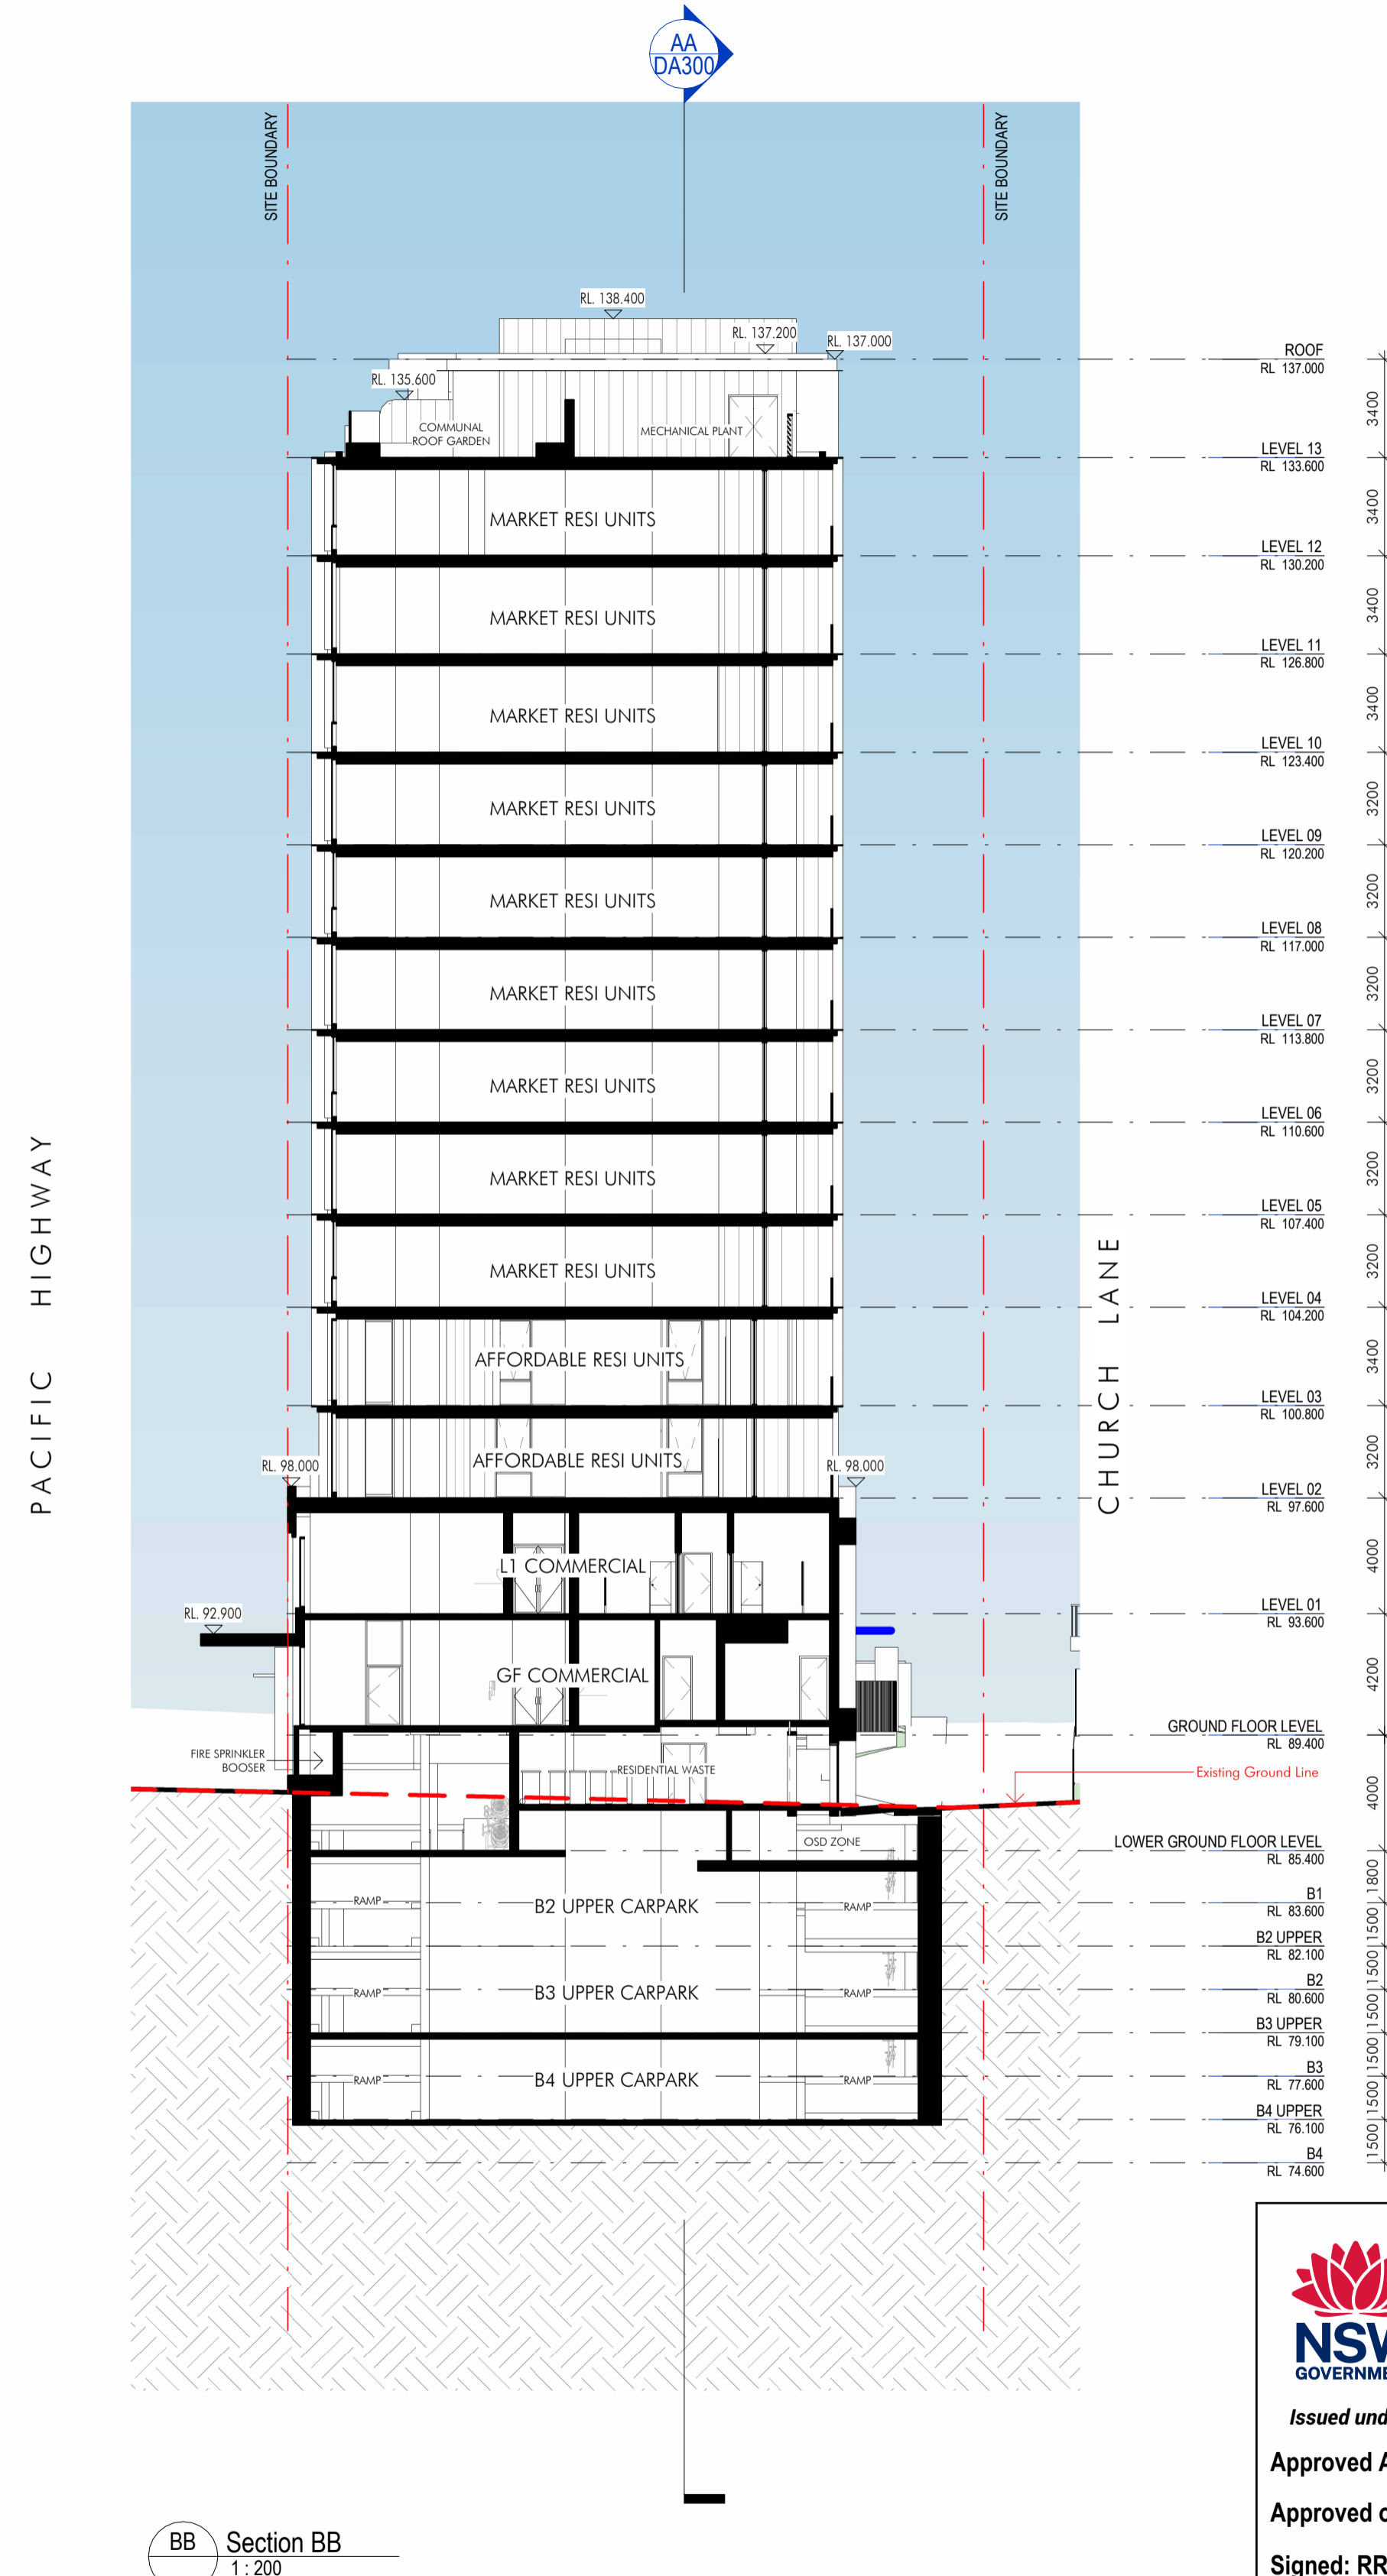 AA
DA300
SITE BOUNDARY
SITE BOUNDARY
RL. 138.400
RL. 137.200
RL. 137.000
RL. 135.600
COMMUNAL
ROOF GARDEN
MECHANICAL PLANT
ROOF
RL 137.000
3400
LEVEL 13
RL 133.600
MARKET RESI UNITS
3400
LEVEL 12
RL 130.200
MARKET RESI UNITS
3400
LEVEL 11
RL 126.800
MARKET RESI UNITS
3400
LEVEL 10
RL 123.400
MARKET RESI UNITS
3200
LEVEL 09
RL 120.200
MARKET RESI UNITS
3200
LEVEL 08
RL 117.000
MARKET RESI UNITS
3200
LEVEL 07
RL 113.800
MARKET RESI UNITS
3200
LEVEL 06
RL 110.600
MARKET RESI UNITS
3200
LEVEL 05
RL 107.400
MARKET RESI UNITS
3200
LEVEL 04
RL 104.200
AFFORDABLE RESI UNITS
3400
LEVEL 03
RL 100.800
AFFORDABLE RESI UNITS
3200
RL. 98.000
RL. 98.000
LEVEL 02
RL 97.600
L1 COMMERCIAL
4000
LEVEL 01
RL 93.600
RL. 92.900
GF COMMERCIAL
4200
GROUND FLOOR LEVEL
RL 89.400
FIRE SPRINKLER
BOOSER
RESIDENTIAL WASTE
Existing Ground Line
4000
OSD ZONE
LOWER GROUND FLOOR LEVEL
RL 85.400
1800
B1
RL 83.600
RAMP
B2 UPPER CARPARK
RAMP
1500
B2 UPPER
RL 82.100
1500
B2
RL 80.600
RAMP
B3 UPPER CARPARK
RAMP
1500
B3 UPPER
RL 79.100
1500
B3
RL 77.600
RAMP
B4 UPPER CARPARK
RAMP
1500
B4 UPPER
RL 76.100
1500
B4
RL 74.600
PACIFIC HIGHWAY
CHURCH LANE
NSW
GOVERNME
Issued und
Approved A
Approved o
Signed: RR
BB
Section BB
1 : 200